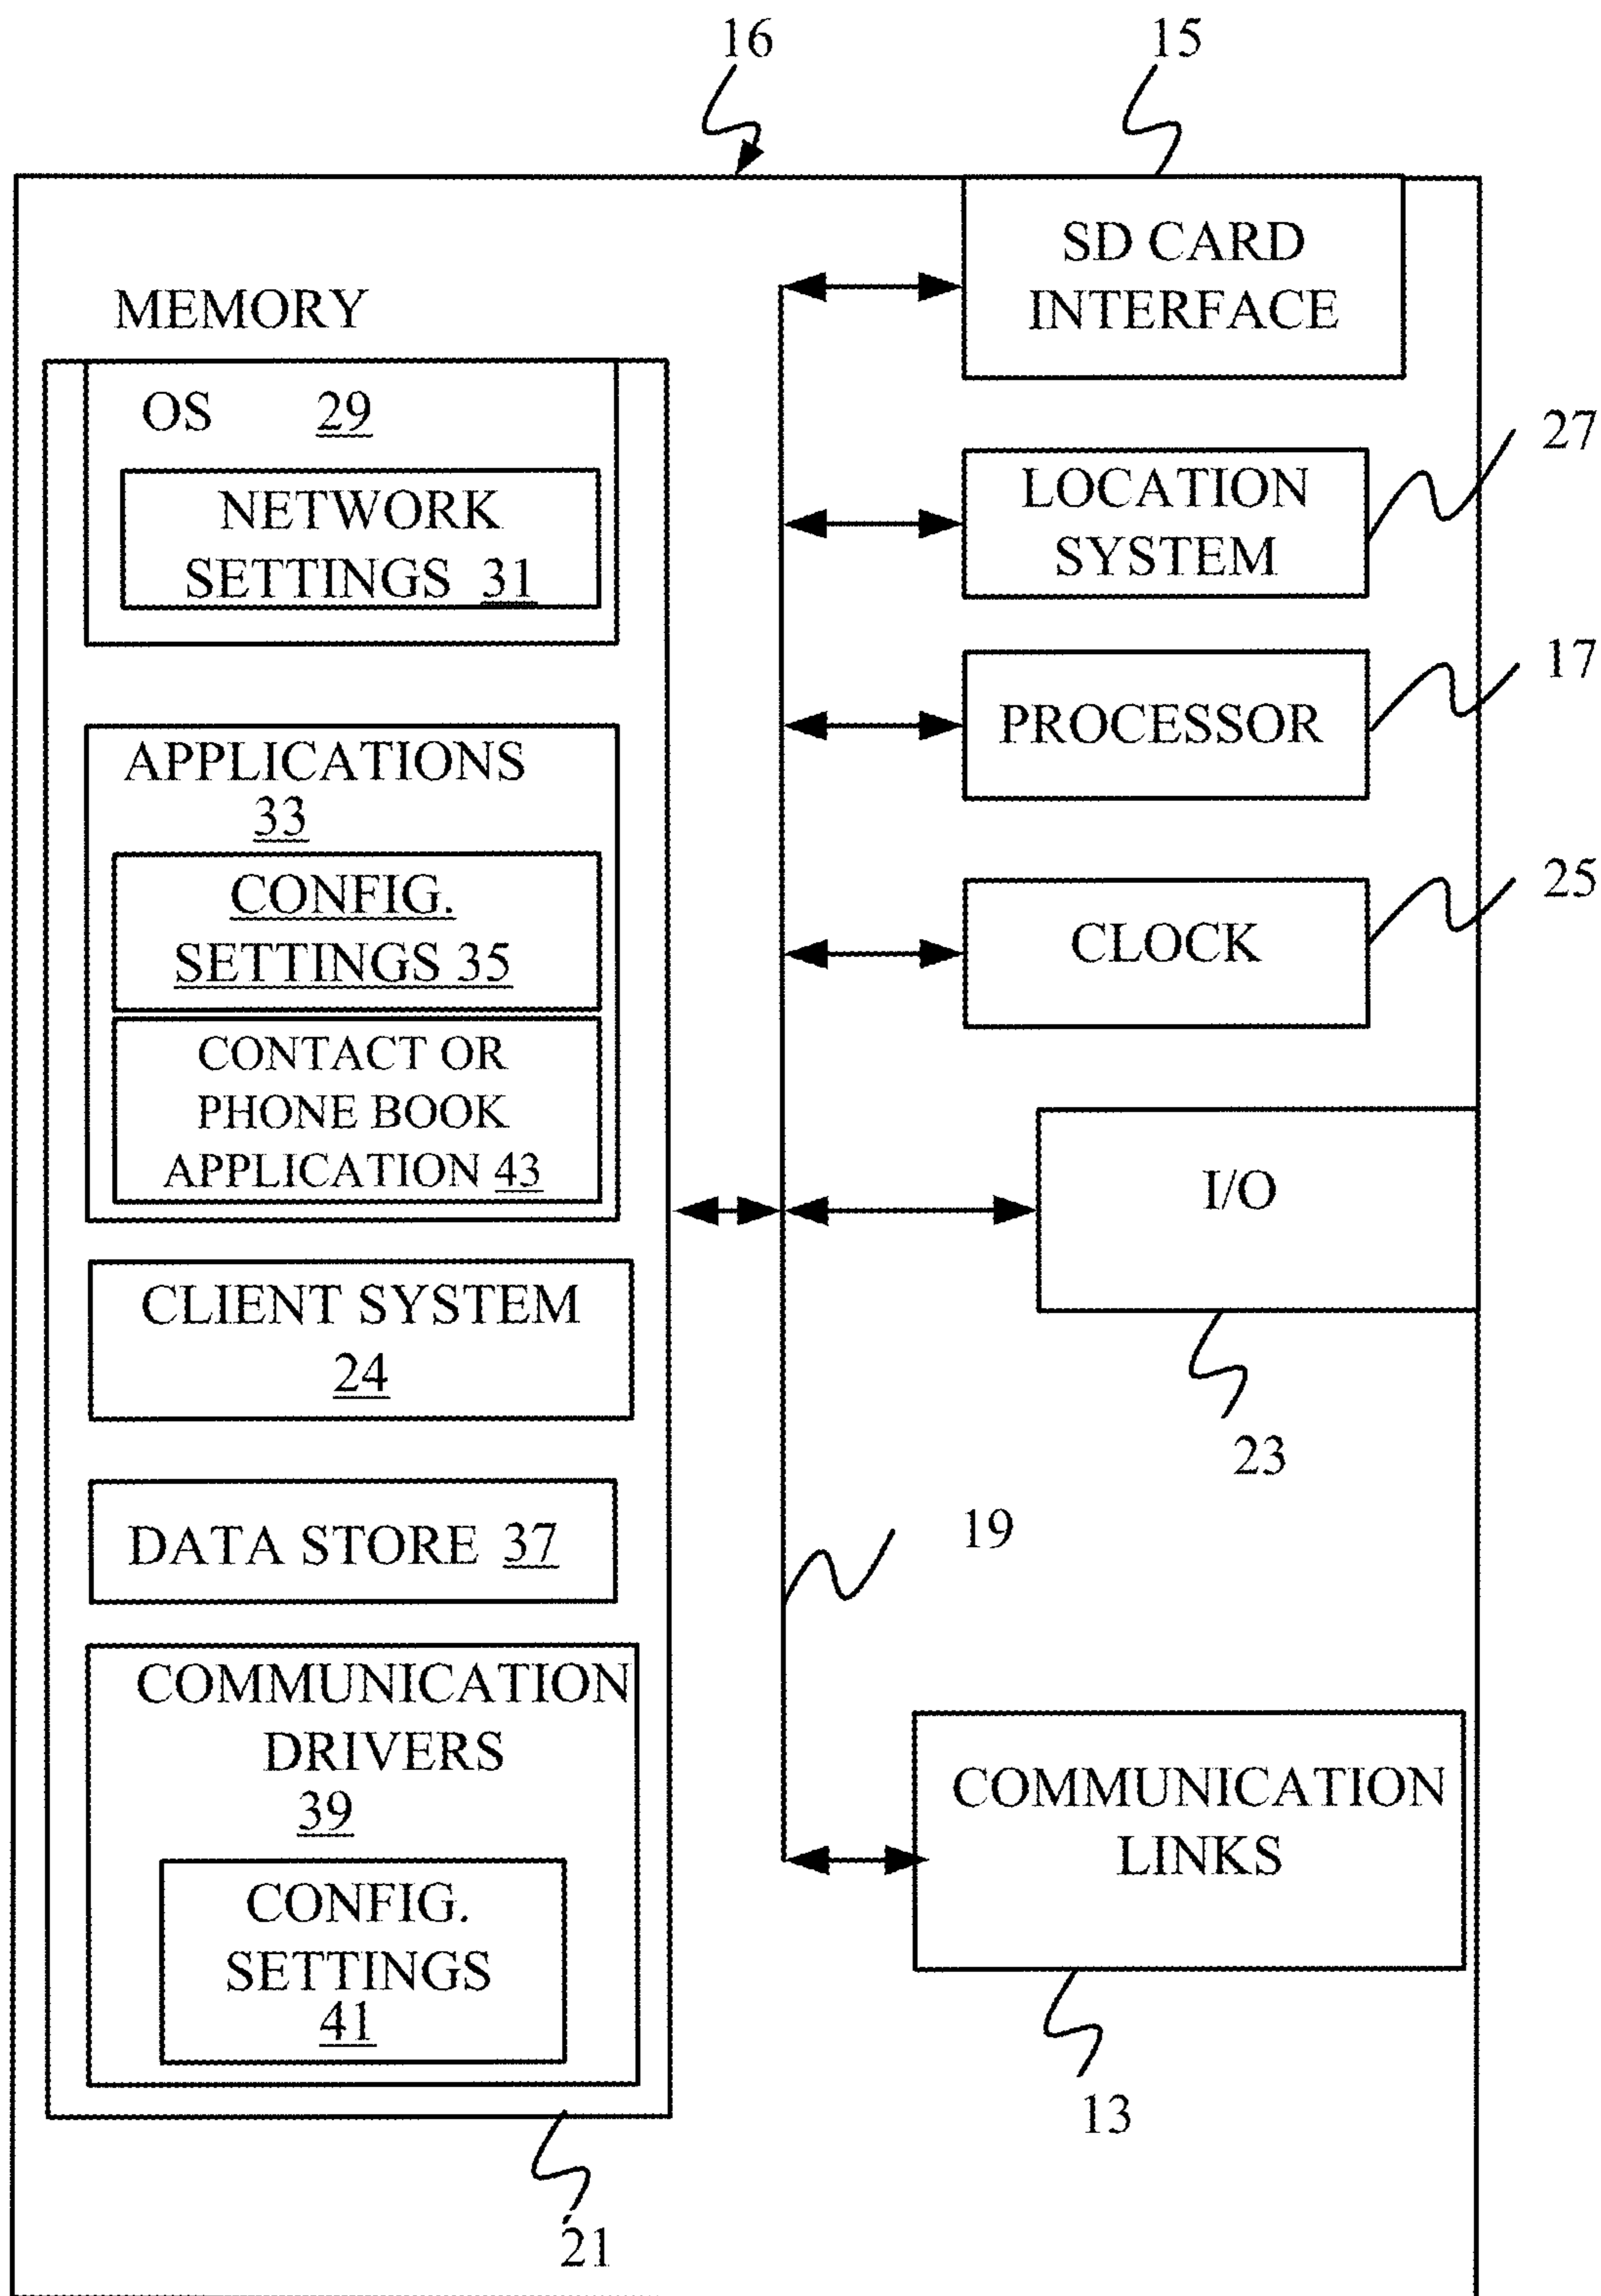 16
15
SD CARD
INTERFACE
MEMORY
OS 29
NETWORK
SETTINGS 31
APPLICATIONS
33
CONFIG.
SETTINGS 35
CONTACT OR
PHONE BOOK
APPLICATION 43
CLIENT SYSTEM
24
DATA STORE 37
COMMUNICATION
DRIVERS
39
CONFIG.
SETTINGS
41
21
LOCATION
SYSTEM
27
PROCESSOR
17
CLOCK
25
I/O
23
19
COMMUNICATION
LINKS
13